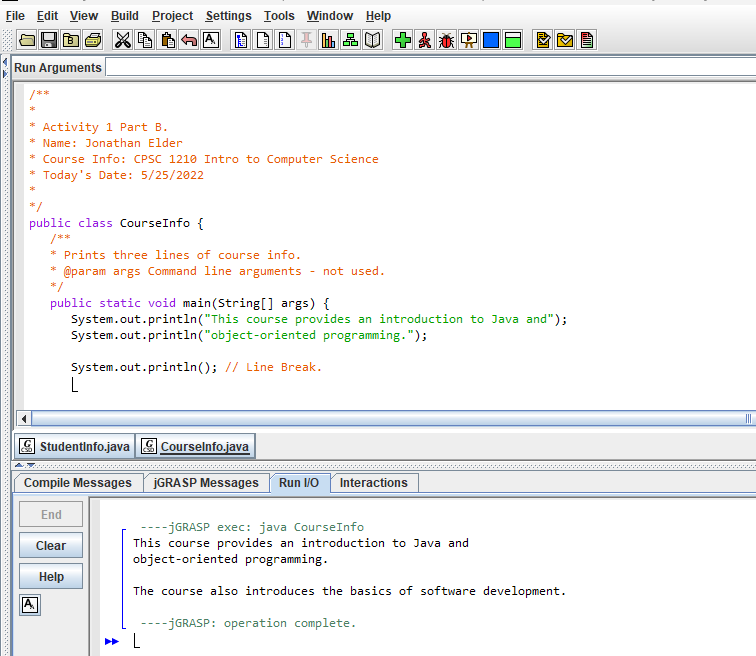 File Edit View Build Project Settings Tools Window Help
Run Arguments
/**
*
* Activity 1 Part B.
* Name: Jonathan Elder
* Course Info: CPSC 1210 Intro to Computer Science
* Today's Date: 5/25/2022
*
*/
public class CourseInfo {
/**
* Prints three lines of course info.
* @param args Command line arguments - not used.
*/
public static void main(String[] args) {
System.out.println("This course provides an introduction to Java and");
System.out.println("object-oriented programming.");
System.out.println(); // Line Break.
StudentInfo.java CourseInfo.java
Compile Messages jGRASP Messages Run I/O Interactions
End
Clear
Help
----jGRASP exec: java CourseInfo
This course provides an introduction to Java and
object-oriented programming.
The course also introduces the basics of software development.
----jGRASP: operation complete.